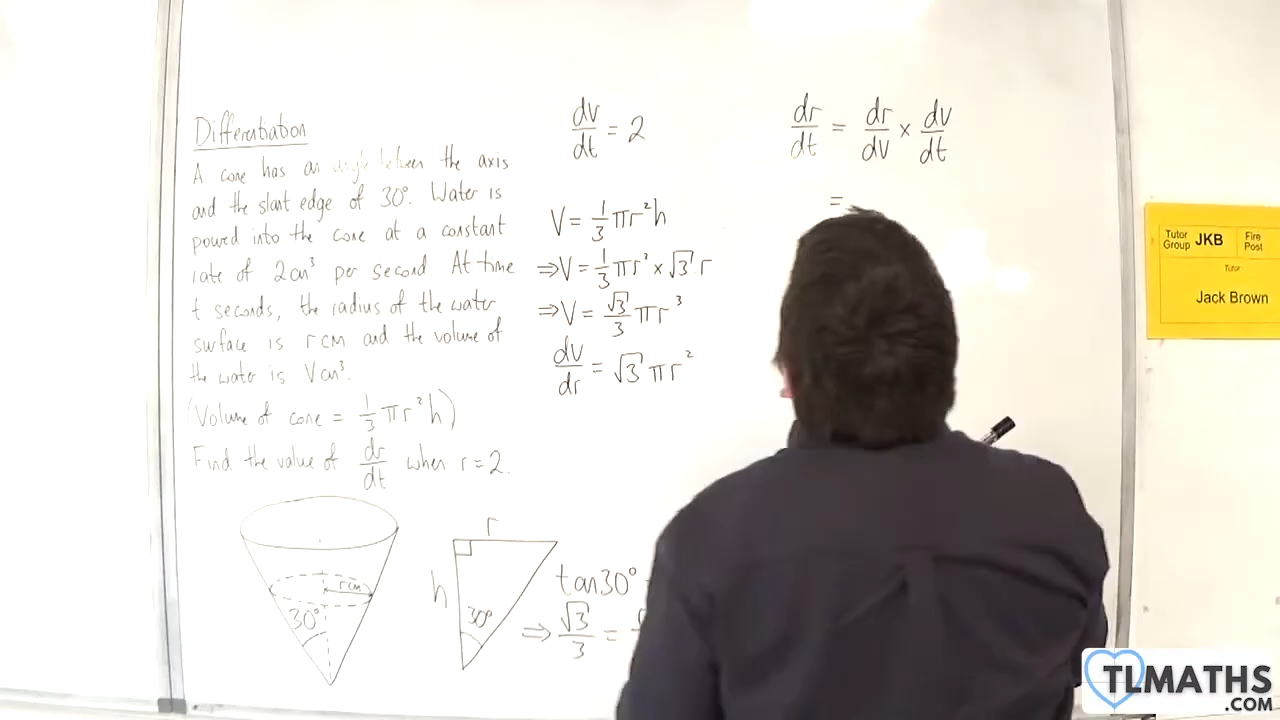 Differentiation
A cone has an angle between the axis
and the slant edge of 30°. Water is
poured into the cone at a constant
rate of 2cm³ per second At time
t seconds, the radius of the water
surface is r cm and the volume of
the water is Vcm³.
(Volume of cone = 1/3 πr²h)
Find the value of dr/dt when r = 2.
r cm
30°
r
h
30°
tan30°
⇒ √3/3 =
dv/dt = 2
V = 1/3 πr²h
⇒ V = 1/3 πr² × √3 r
⇒ V = √3/3 πr³
dv/dr = √3 πr²
dr/dt = dr/dv × dv/dt
=
Tutor Group JKB
Fire Post
Tutor
Jack Brown
TLMATHS
.COM